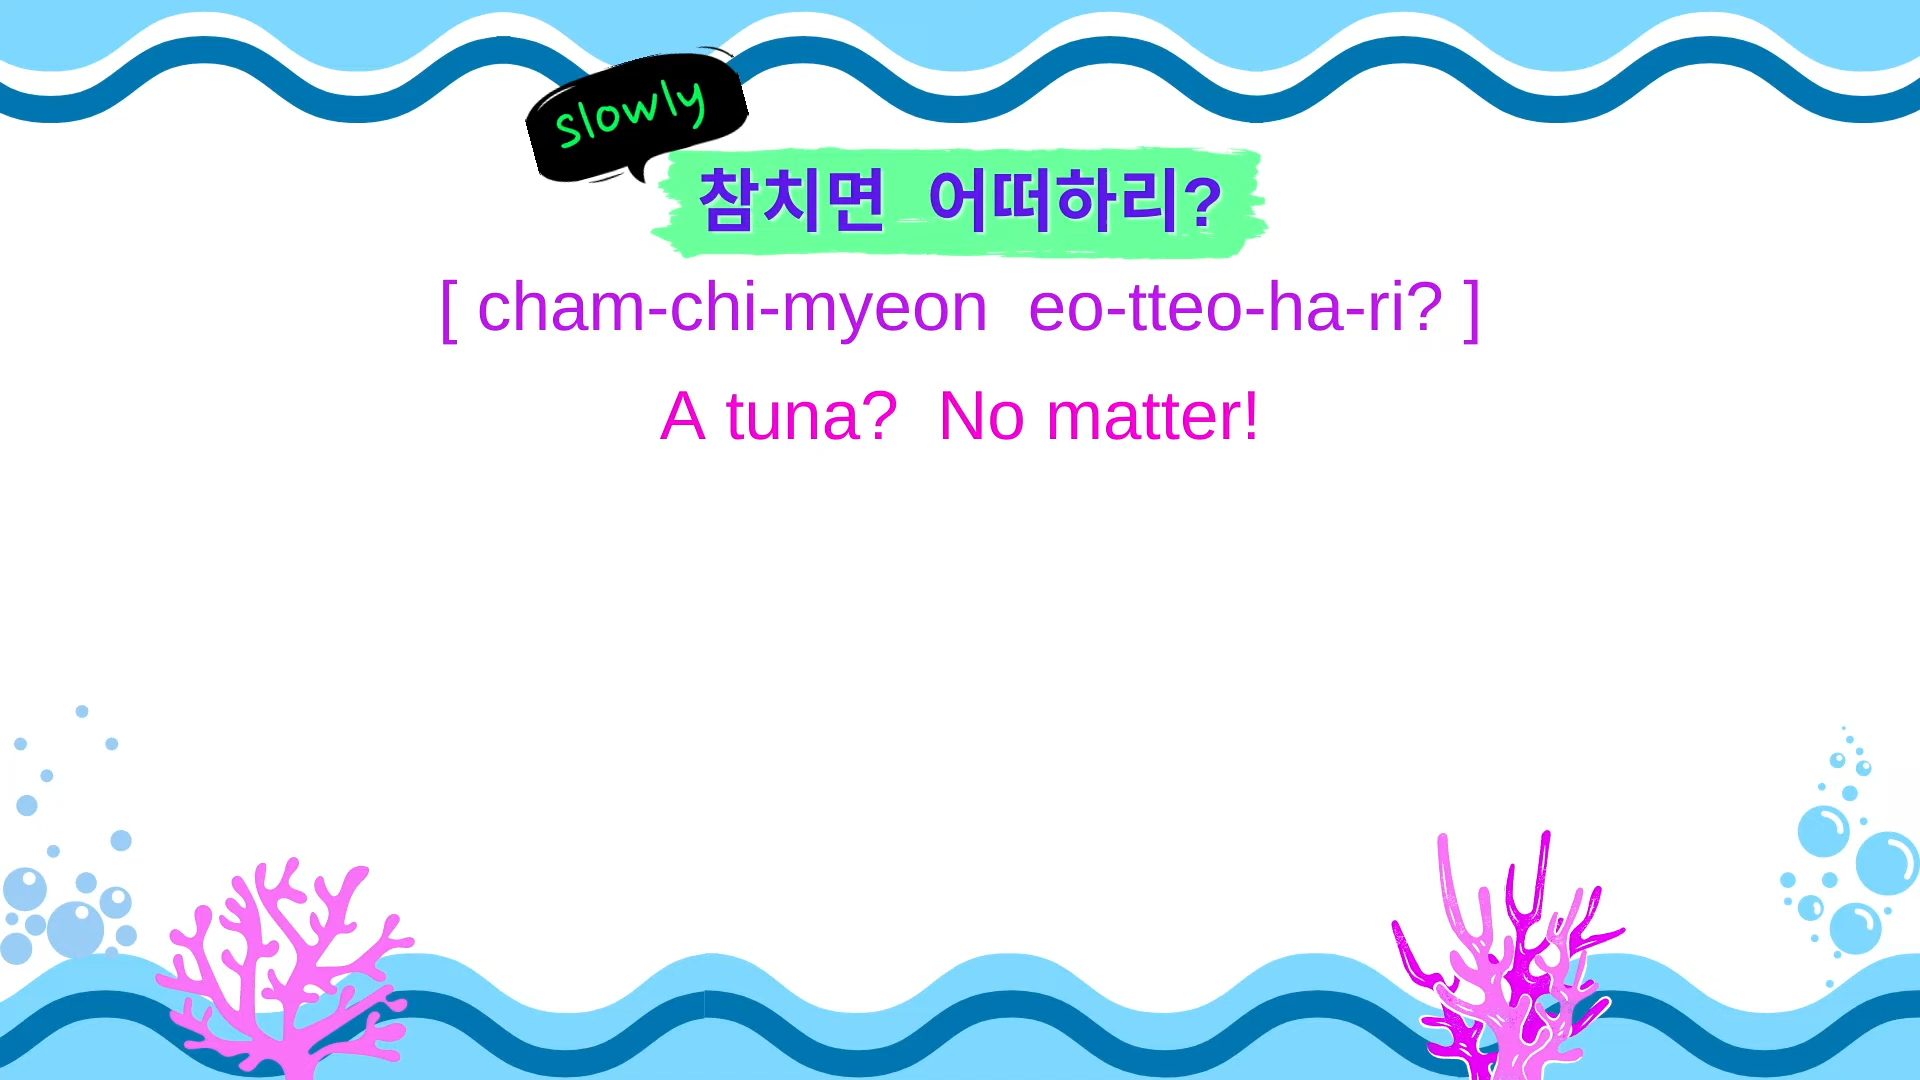 slowly
참치면 어떠하리?
[ cham-chi-myeon eo-tteo-ha-ri? ]
A tuna? No matter!